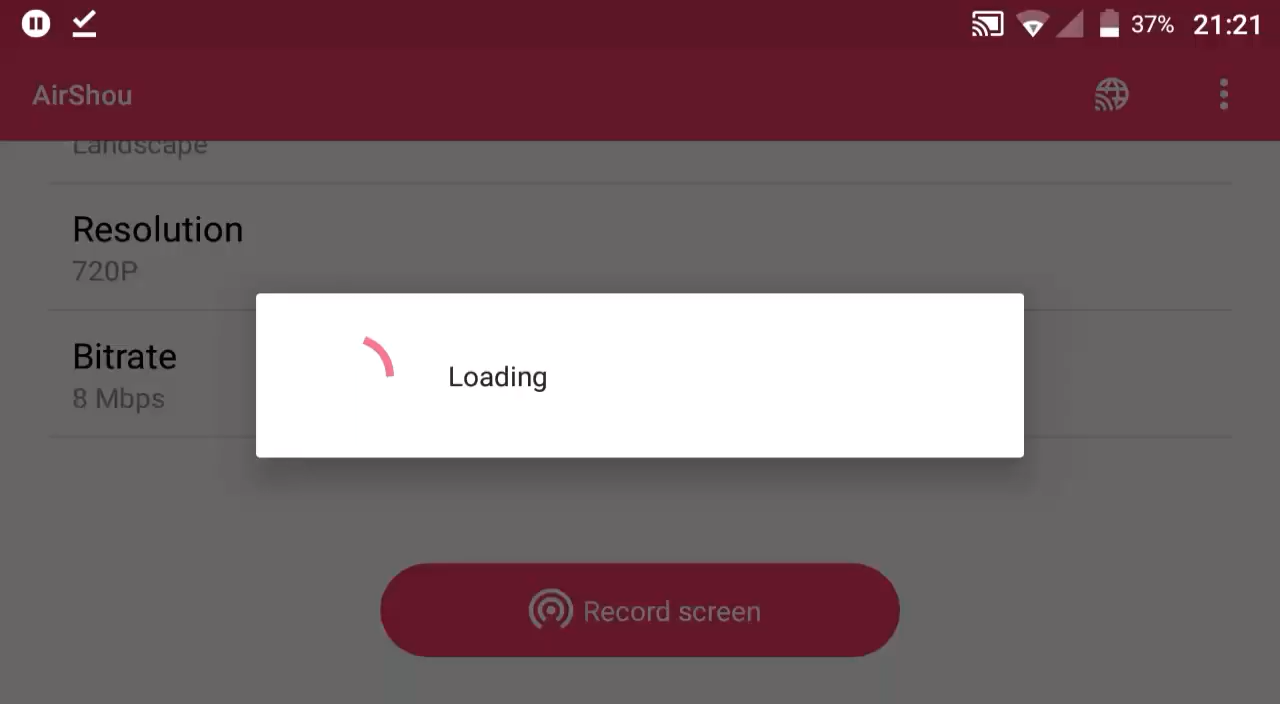 37% 21:21
AirShou
Landscape
Resolution
720P
Bitrate
8 Mbps
Loading
Record screen